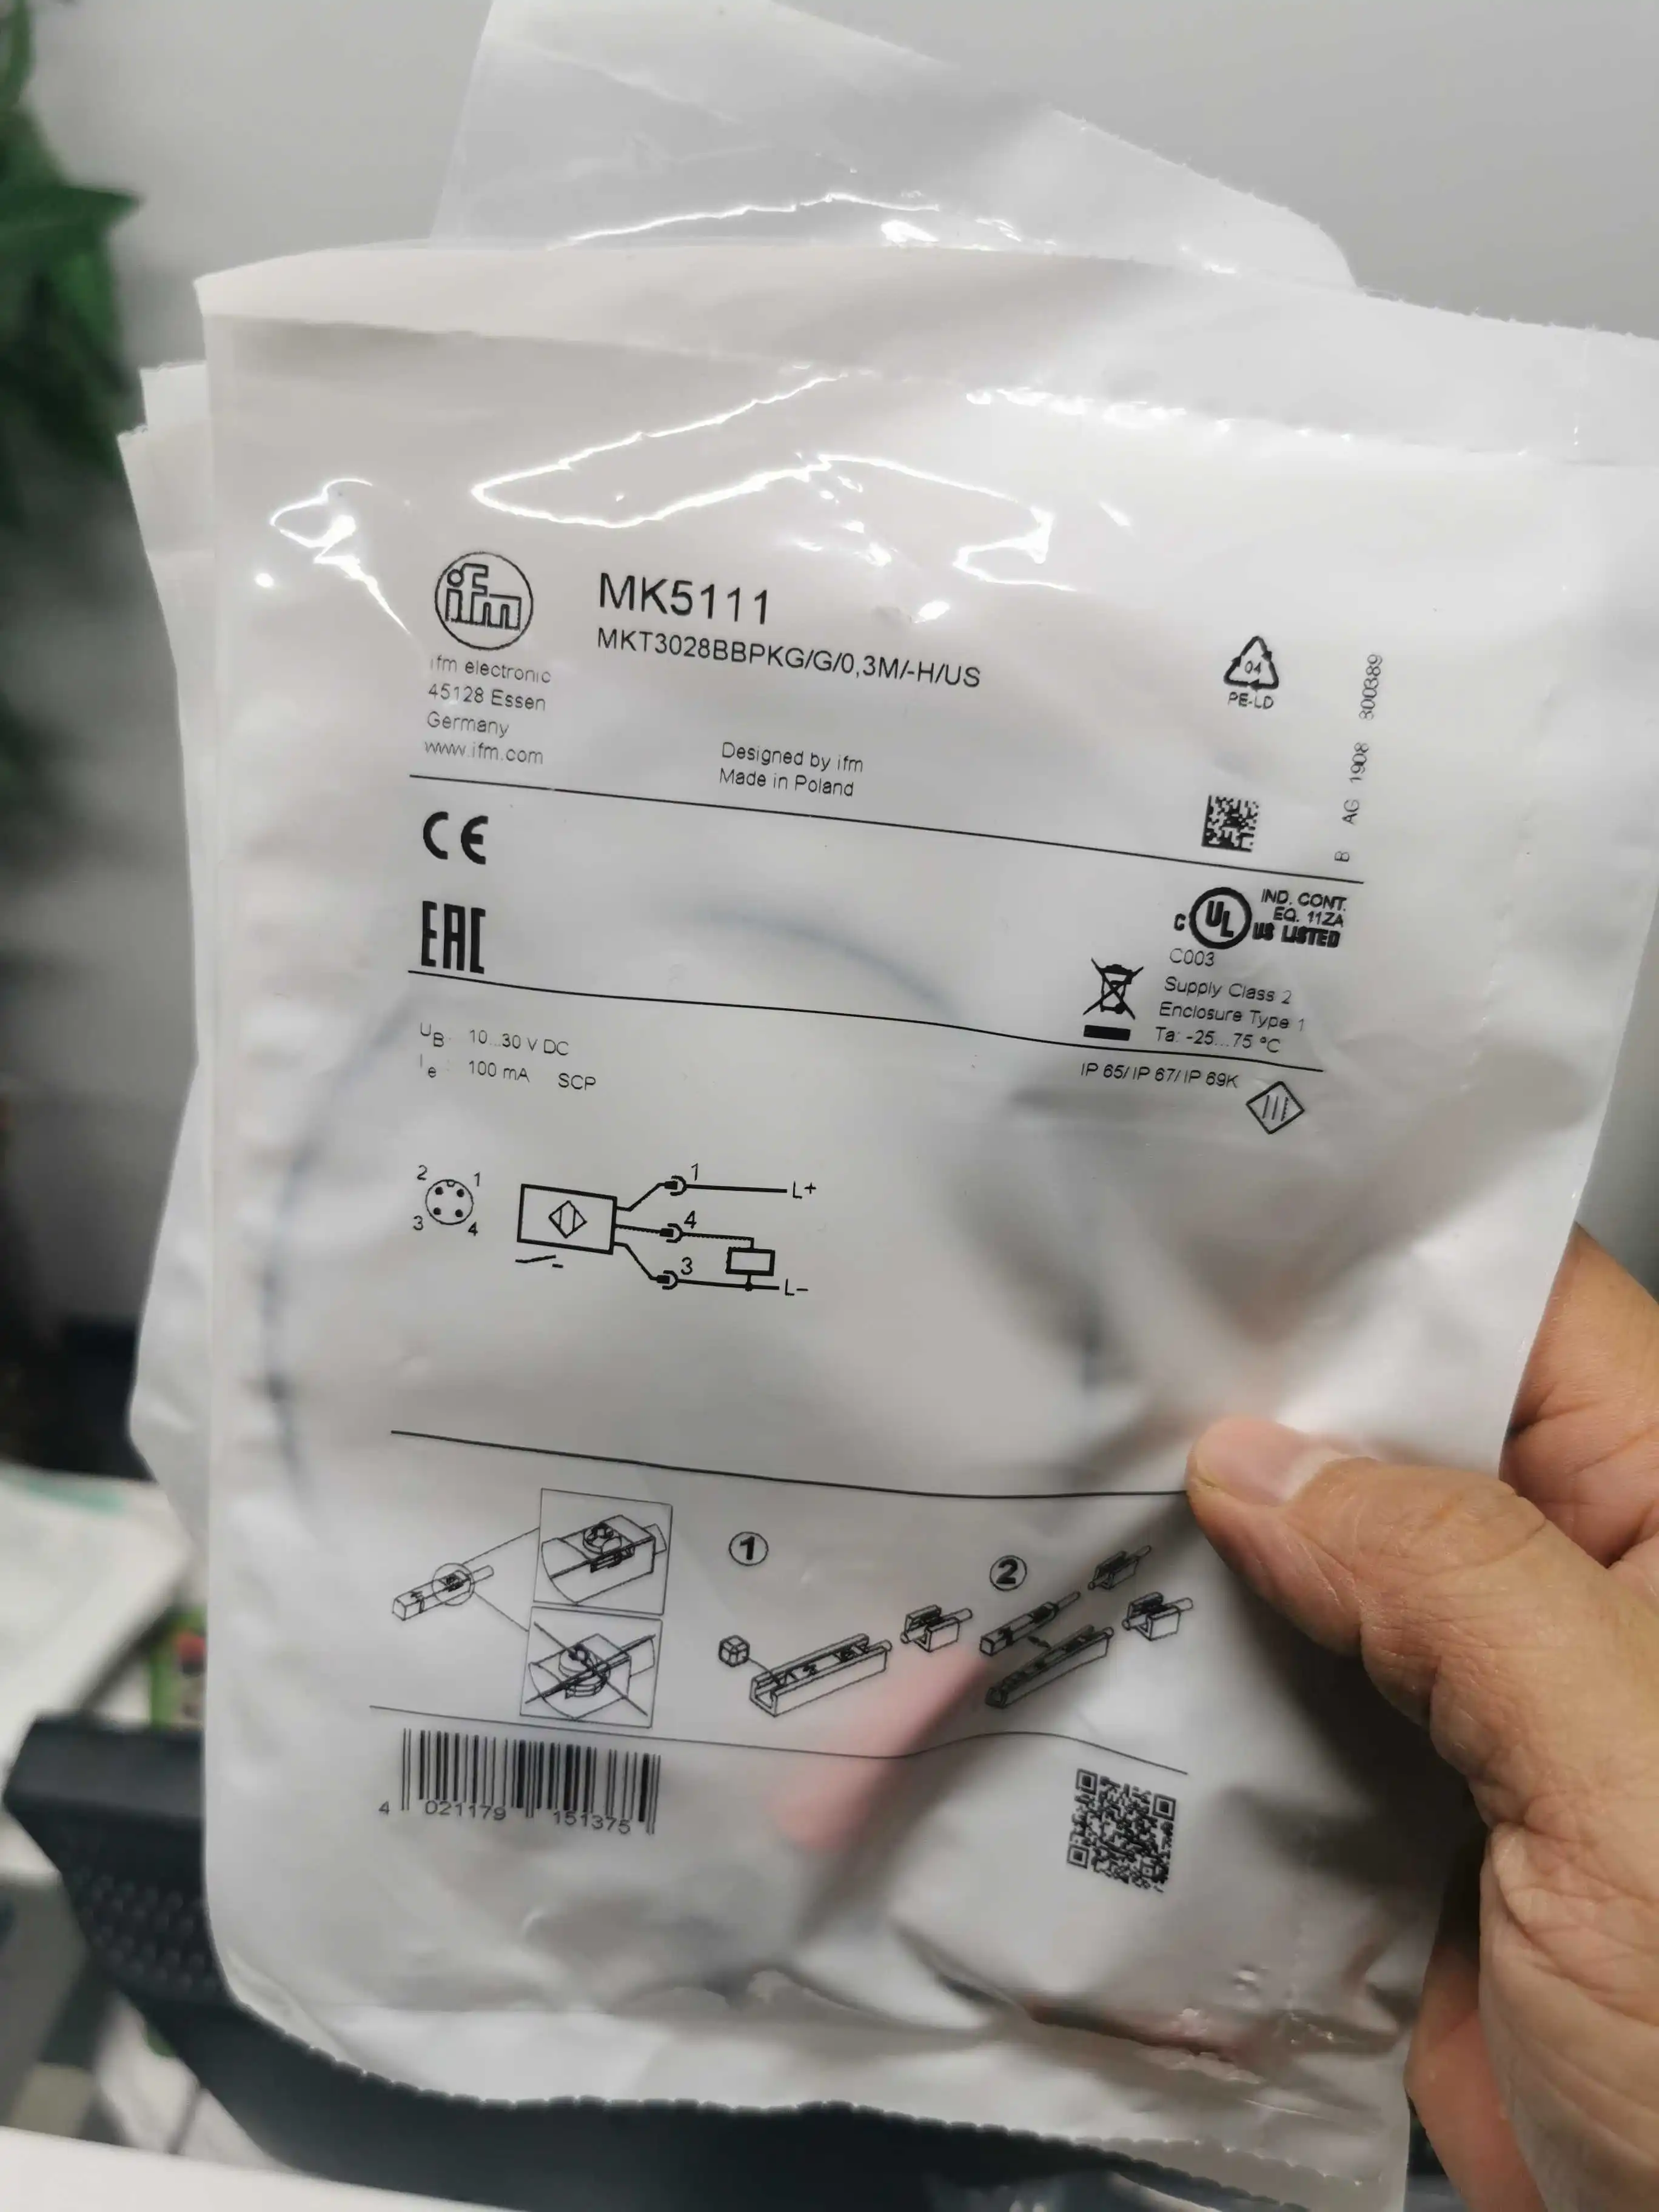 ifm
MK5111
MKT3028BBPKG/G/0,3M/-H/US
ifm electronic
45128 Essen
Germany
www.ifm.com
Designed by ifm
Made in Poland
04
PE-LD
B AG 1908 300389
CE
EAC
C UL US LISTED
IND. CONT.
EQ. 11ZA
C003
Supply Class 2
Enclosure Type 1
Ta: -25...75 °C
IP 65/IP 67/IP 69K
UB: 10...30 V DC
Ie : 100 mA SCP
2 1
3 4
1 L+
4
3 L-
1
2
4 021179 151375